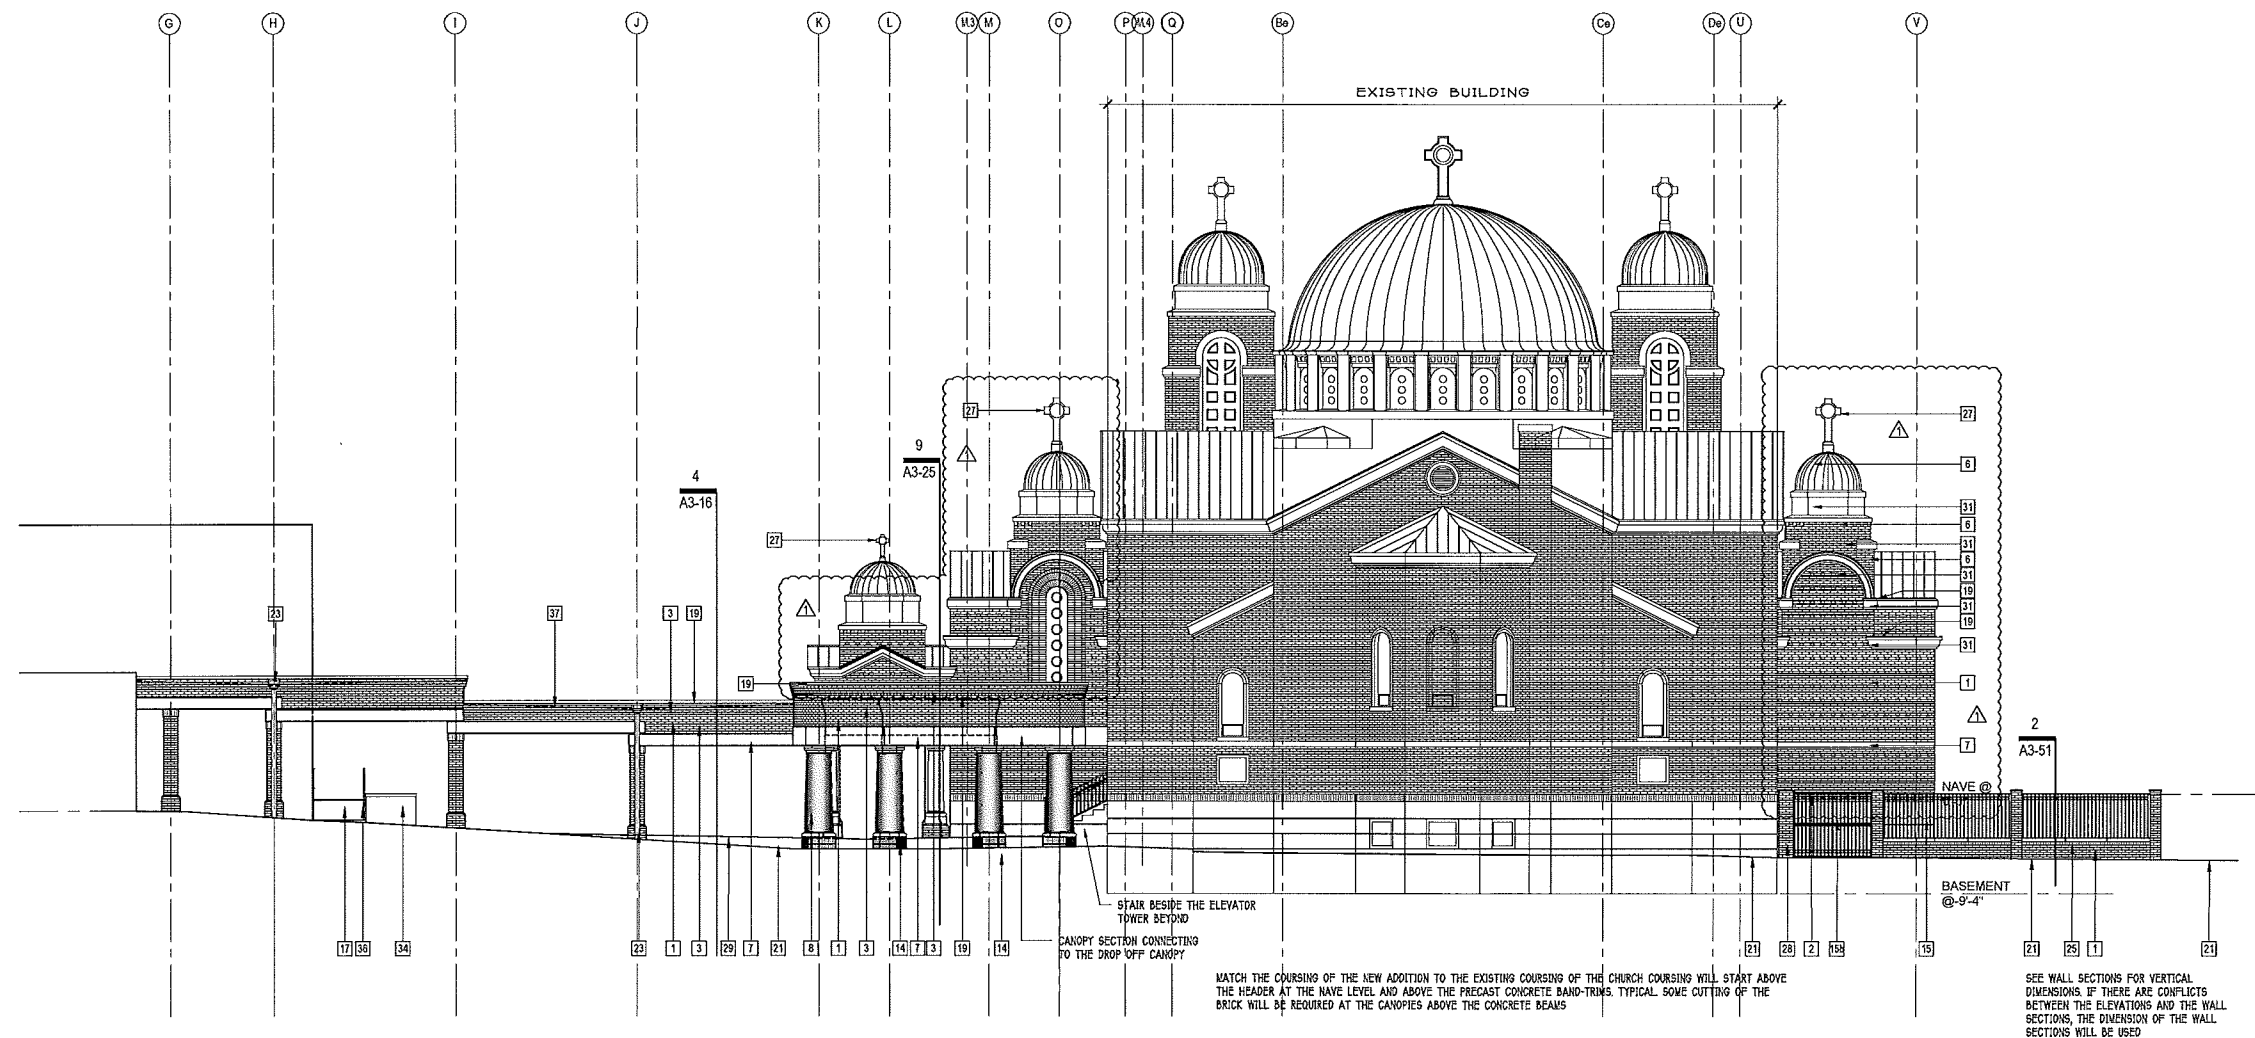 G H I J K L M.3 M O P M.4 Q Be Ce De U V
EXISTING BUILDING
27
27
1
9
A3-25
1
6
4
A3-16
31
6
27
31
6
31
23
37
3
19
1
19
31
19
31
19
1
1
2
A3-51
7
NAVE @
BASEMENT
@-9'-4"
STAIR BESIDE THE ELEVATOR
TOWER BEYOND
CANOPY SECTION CONNECTING
TO THE DROP OFF CANOPY
17 36 34 23 1 3 29 7 21 8 1 3 14 7 3 19 14 21 28 2 15b 15 21 25 1 21
MATCH THE COURSING OF THE NEW ADDITION TO THE EXISTING COURSING OF THE CHURCH COURSING WILL START ABOVE
THE HEADER AT THE NAVE LEVEL AND ABOVE THE PRECAST CONCRETE BAND-TRIMS. TYPICAL SOME CUTTING OF THE
BRICK WILL BE REQUIRED AT THE CANOPIES ABOVE THE CONCRETE BEAMS
SEE WALL SECTIONS FOR VERTICAL
DIMENSIONS. IF THERE ARE CONFLICTS
BETWEEN THE ELEVATIONS AND THE WALL
SECTIONS, THE DIMENSION OF THE WALL
SECTIONS WILL BE USED